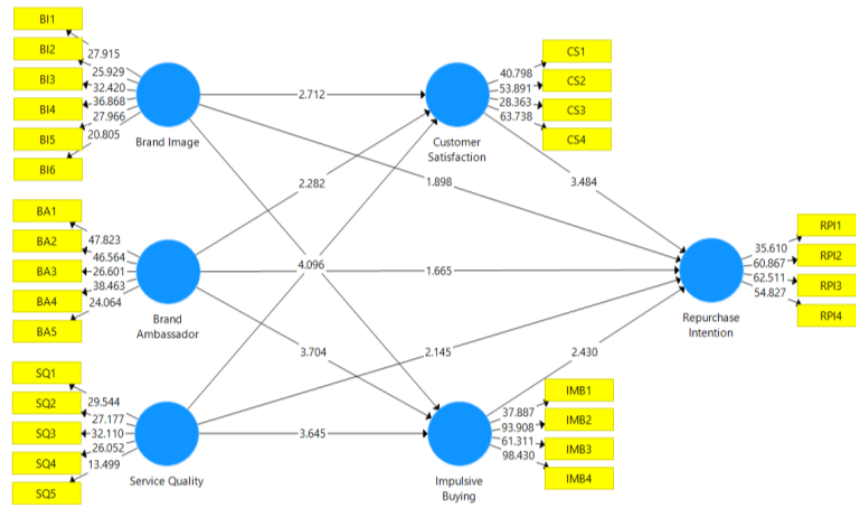 BI1
BI2
BI3
BI4
BI5
BI6
27.915
25.929
32.420
36.868
27.966
20.805
Brand Image
BA1
BA2
BA3
BA4
BA5
47.823
46.564
26.601
38.463
24.064
Brand
Ambassador
SQ1
SQ2
SQ3
SQ4
SQ5
29.544
27.177
32.110
26.052
13.499
Service Quality
2.712
2.282
1.898
4.096
1.665
3.704
2.145
3.645
3.484
2.430
CS1
CS2
CS3
CS4
40.798
53.891
28.363
63.738
Customer
Satisfaction
IMB1
IMB2
IMB3
IMB4
37.887
93.908
61.311
98.430
Impulsive
Buying
RPI1
RPI2
RPI3
RPI4
35.610
60.867
62.511
54.827
Repurchase
Intention